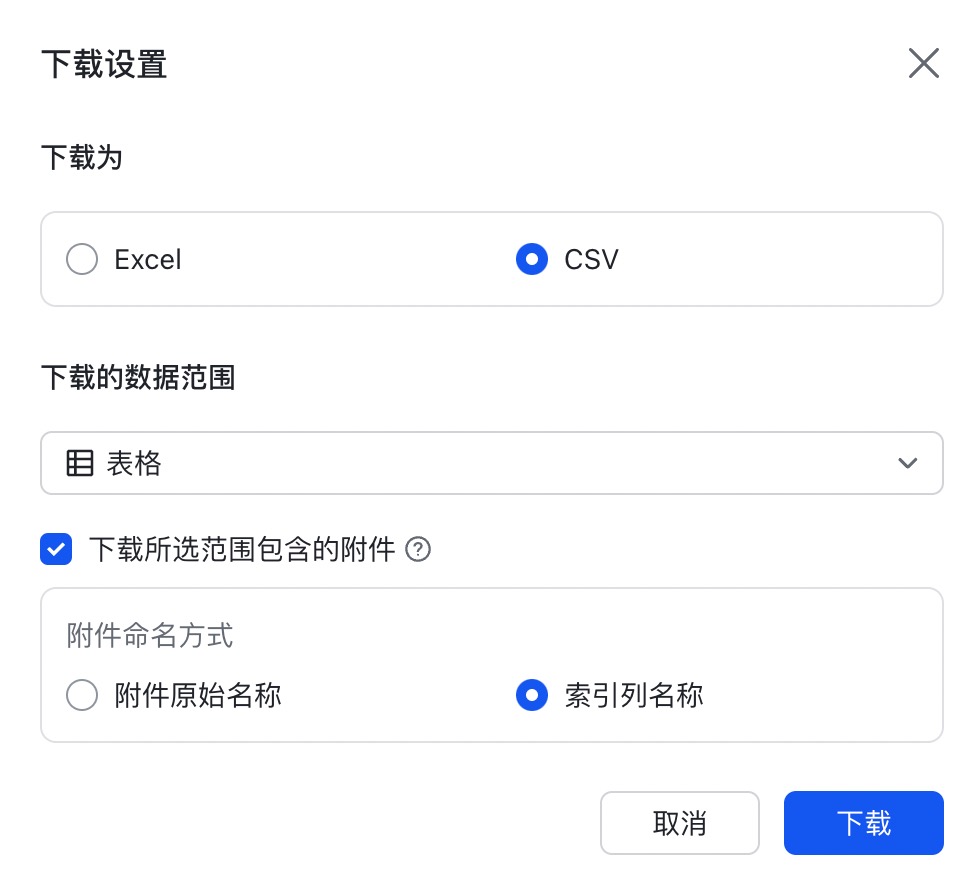 下载设置
下载为
Excel
CSV
下载的数据范围
表格
下载所选范围包含的附件
附件命名方式
附件原始名称
索引列名称
取消
下载